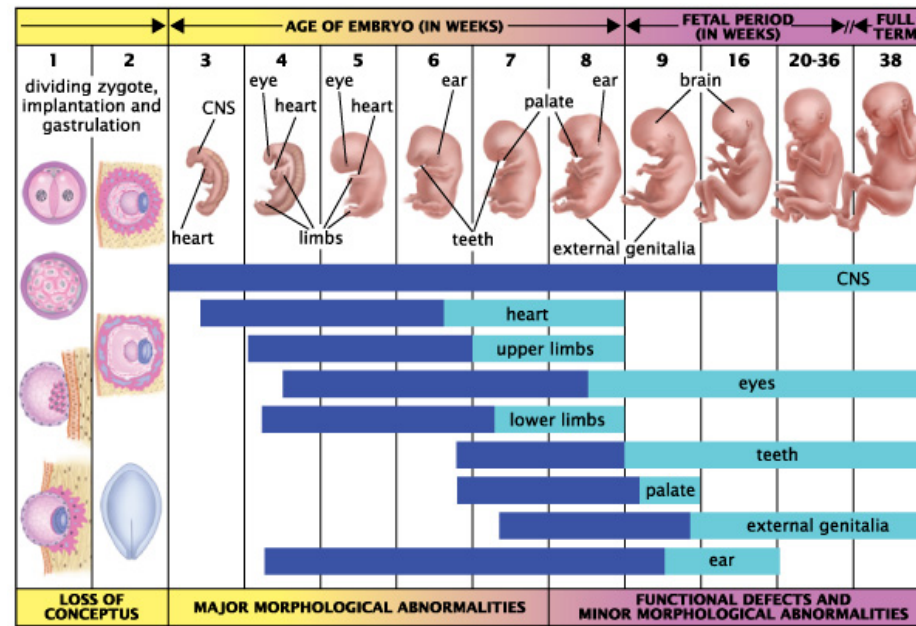 AGE OF EMBRYO (IN WEEKS)
FETAL PERIOD
(IN WEEKS)
FULL
TERM
1
2
3
4
5
6
7
8
9
16
20-36
38
dividing zygote,
implantation and
gastrulation
CNS
heart
eye
heart
eye
heart
limbs
ear
palate
ear
teeth
brain
external genitalia
CNS
heart
upper limbs
eyes
lower limbs
teeth
palate
external genitalia
ear
LOSS OF
CONCEPTUS
MAJOR MORPHOLOGICAL ABNORMALITIES
FUNCTIONAL DEFECTS AND
MINOR MORPHOLOGICAL ABNORMALITIES